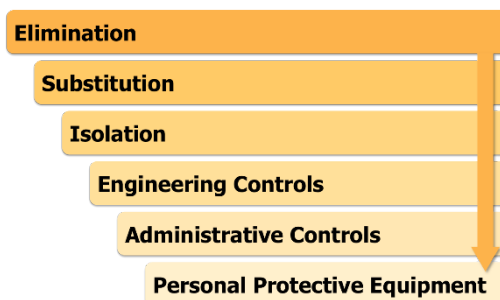 Elimination
Substitution
Isolation
Engineering Controls
Administrative Controls
Personal Protective Equipment